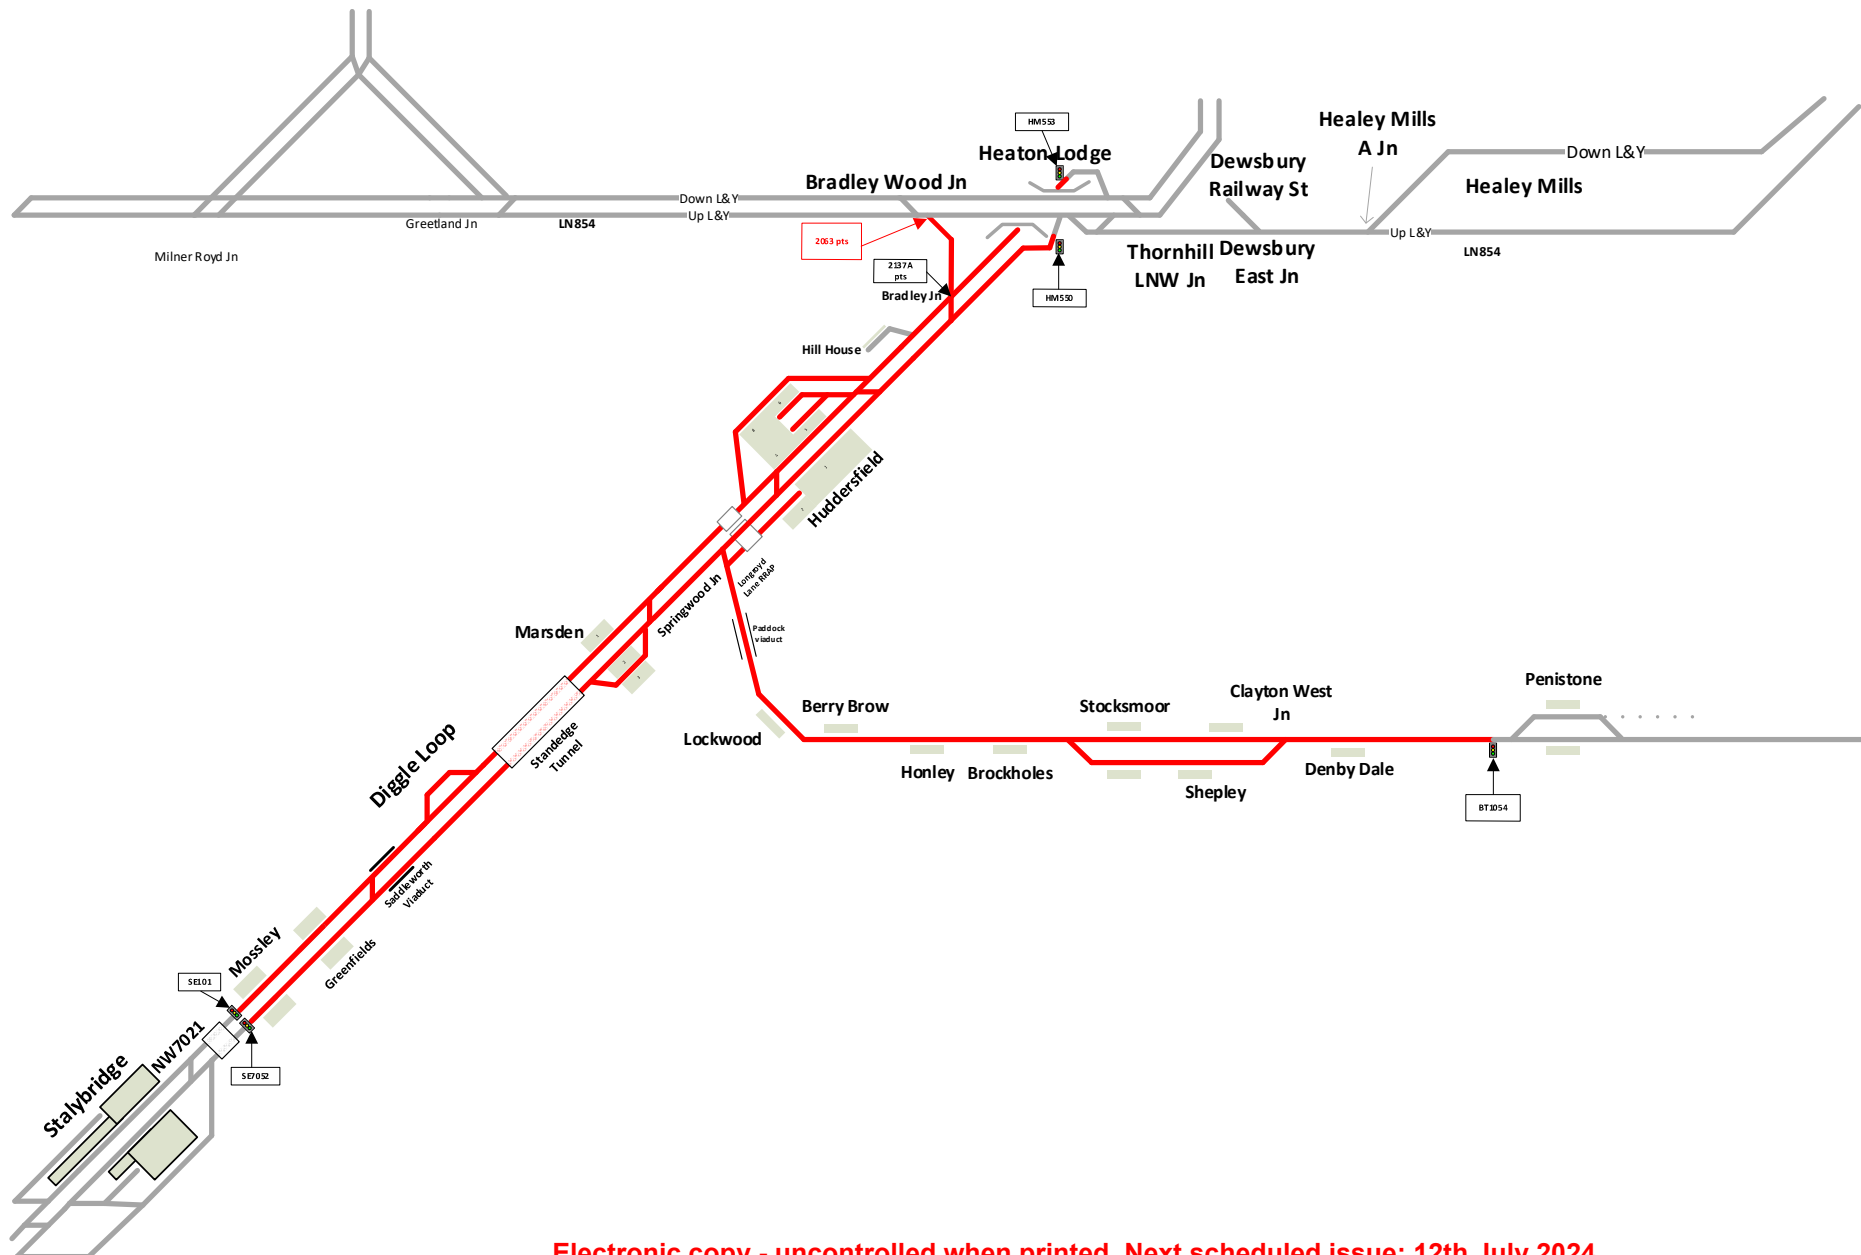 HM553
Heaton Lodge
Healey Mills
A Jn
Down L&Y
Dewsbury
Railway St
Healey Mills
Bradley Wood Jn
Down L&Y
Up L&Y
Greetland Jn
LN854
Milner Royd Jn
2063 pts
2137A
pts
Bradley Jn
HM550
Thornhill
LNW Jn
Dewsbury
East Jn
Up L&Y
LN854
Hill House
Huddersfield
Longroyd
Lane RRAP
Springwood Jn
Paddock
viaduct
Marsden
Standedge
Tunnel
Diggle Loop
Lockwood
Berry Brow
Honley
Brockholes
Stocksmoor
Shepley
Clayton West
Jn
Denby Dale
Penistone
BT1054
Saddleworth
Viaduct
Mossley
Greenfields
SE101
SE7052
NW7021
Stalybridge
Electronic copy - uncontrolled when printed. Next scheduled issue: 12th July 2024